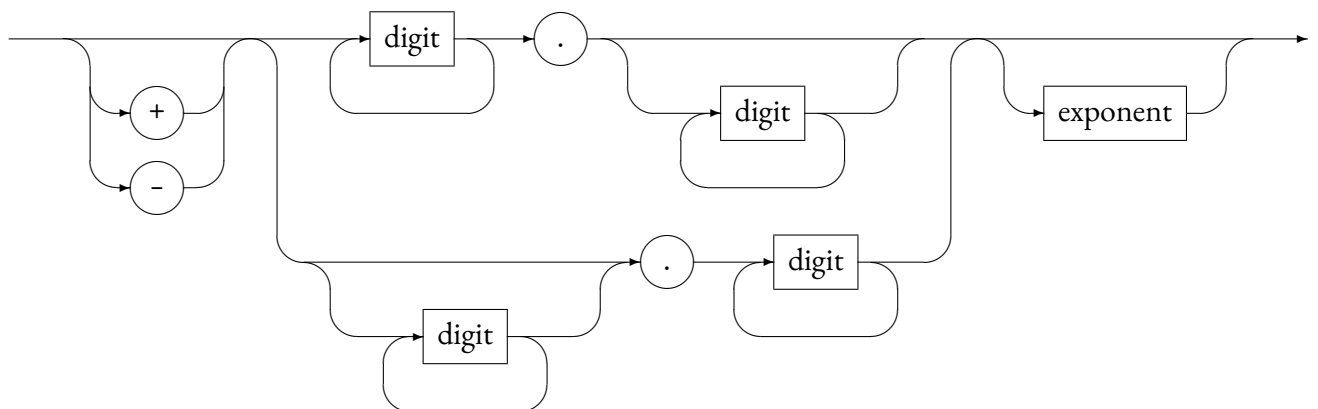 digit .
+ digit exponent
-
. digit
digit